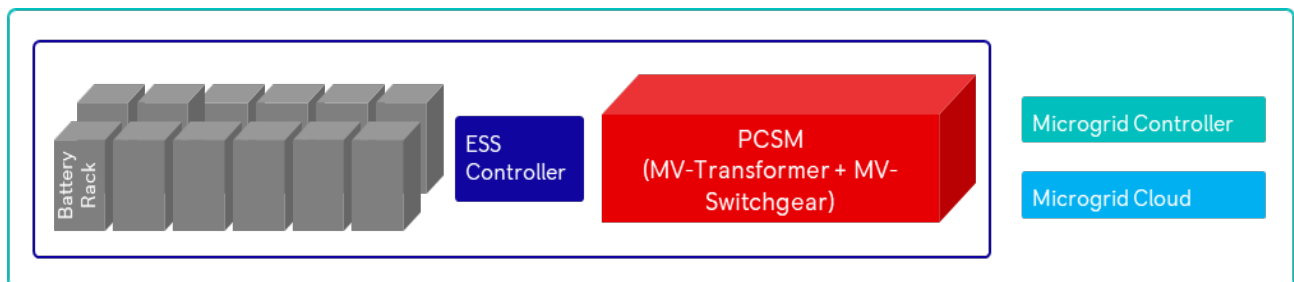 Battery
Rack
ESS
Controller
PCSM
(MV-Transformer + MV-
Switchgear)
Microgrid Controller
Microgrid Cloud